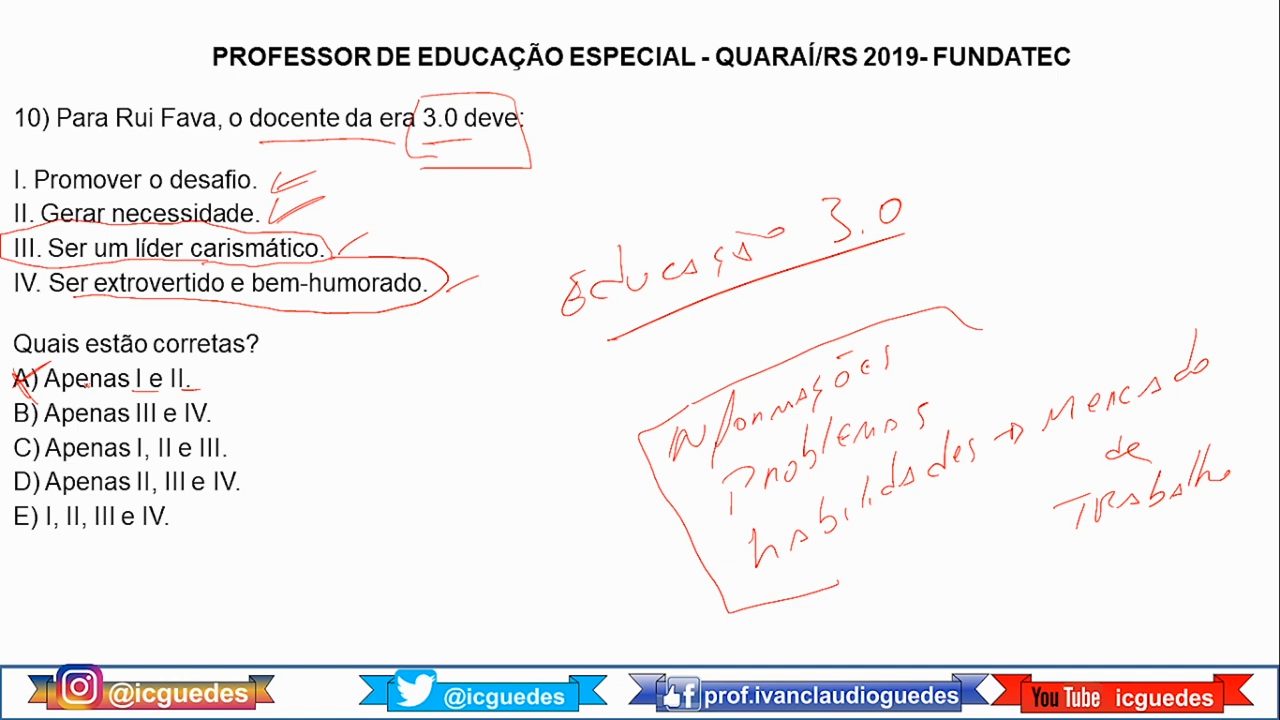 PROFESSOR DE EDUCAÇÃO ESPECIAL - QUARAÍ/RS 2019- FUNDATEC
10) Para Rui Fava, o docente da era 3.0 deve:
I. Promover o desafio.
II. Gerar necessidade.
III. Ser um líder carismático.
IV. Ser extrovertido e bem-humorado.
Quais estão corretas?
A) Apenas I e II.
B) Apenas III e IV.
C) Apenas I, II e III.
D) Apenas II, III e IV.
E) I, II, III e IV.
Educação 3.0
Informações
Problemas
habilidades → Mercado
de
Trabalho
@icguedes
@icguedes
prof.ivanclaudioguedes
You Tube icguedes